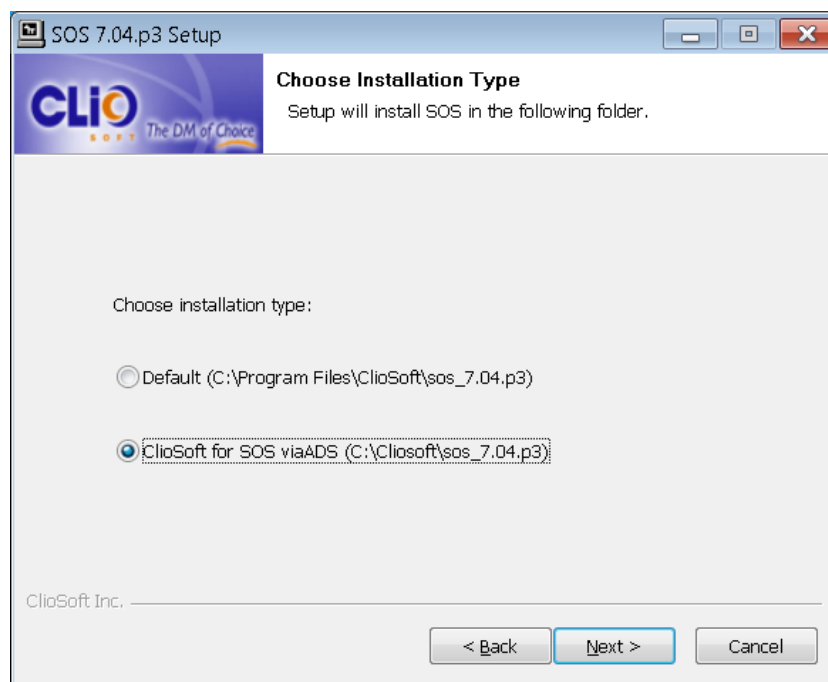 SOS 7.04.p3 Setup
CLIO
SOFT
The DM of Choice
Choose Installation Type
Setup will install SOS in the following folder.
Choose installation type:
Default (C:\Program Files\ClioSoft\sos_7.04.p3)
ClioSoft for SOS viaADS (C:\Cliosoft\sos_7.04.p3)
ClioSoft Inc.
< Back
Next >
Cancel